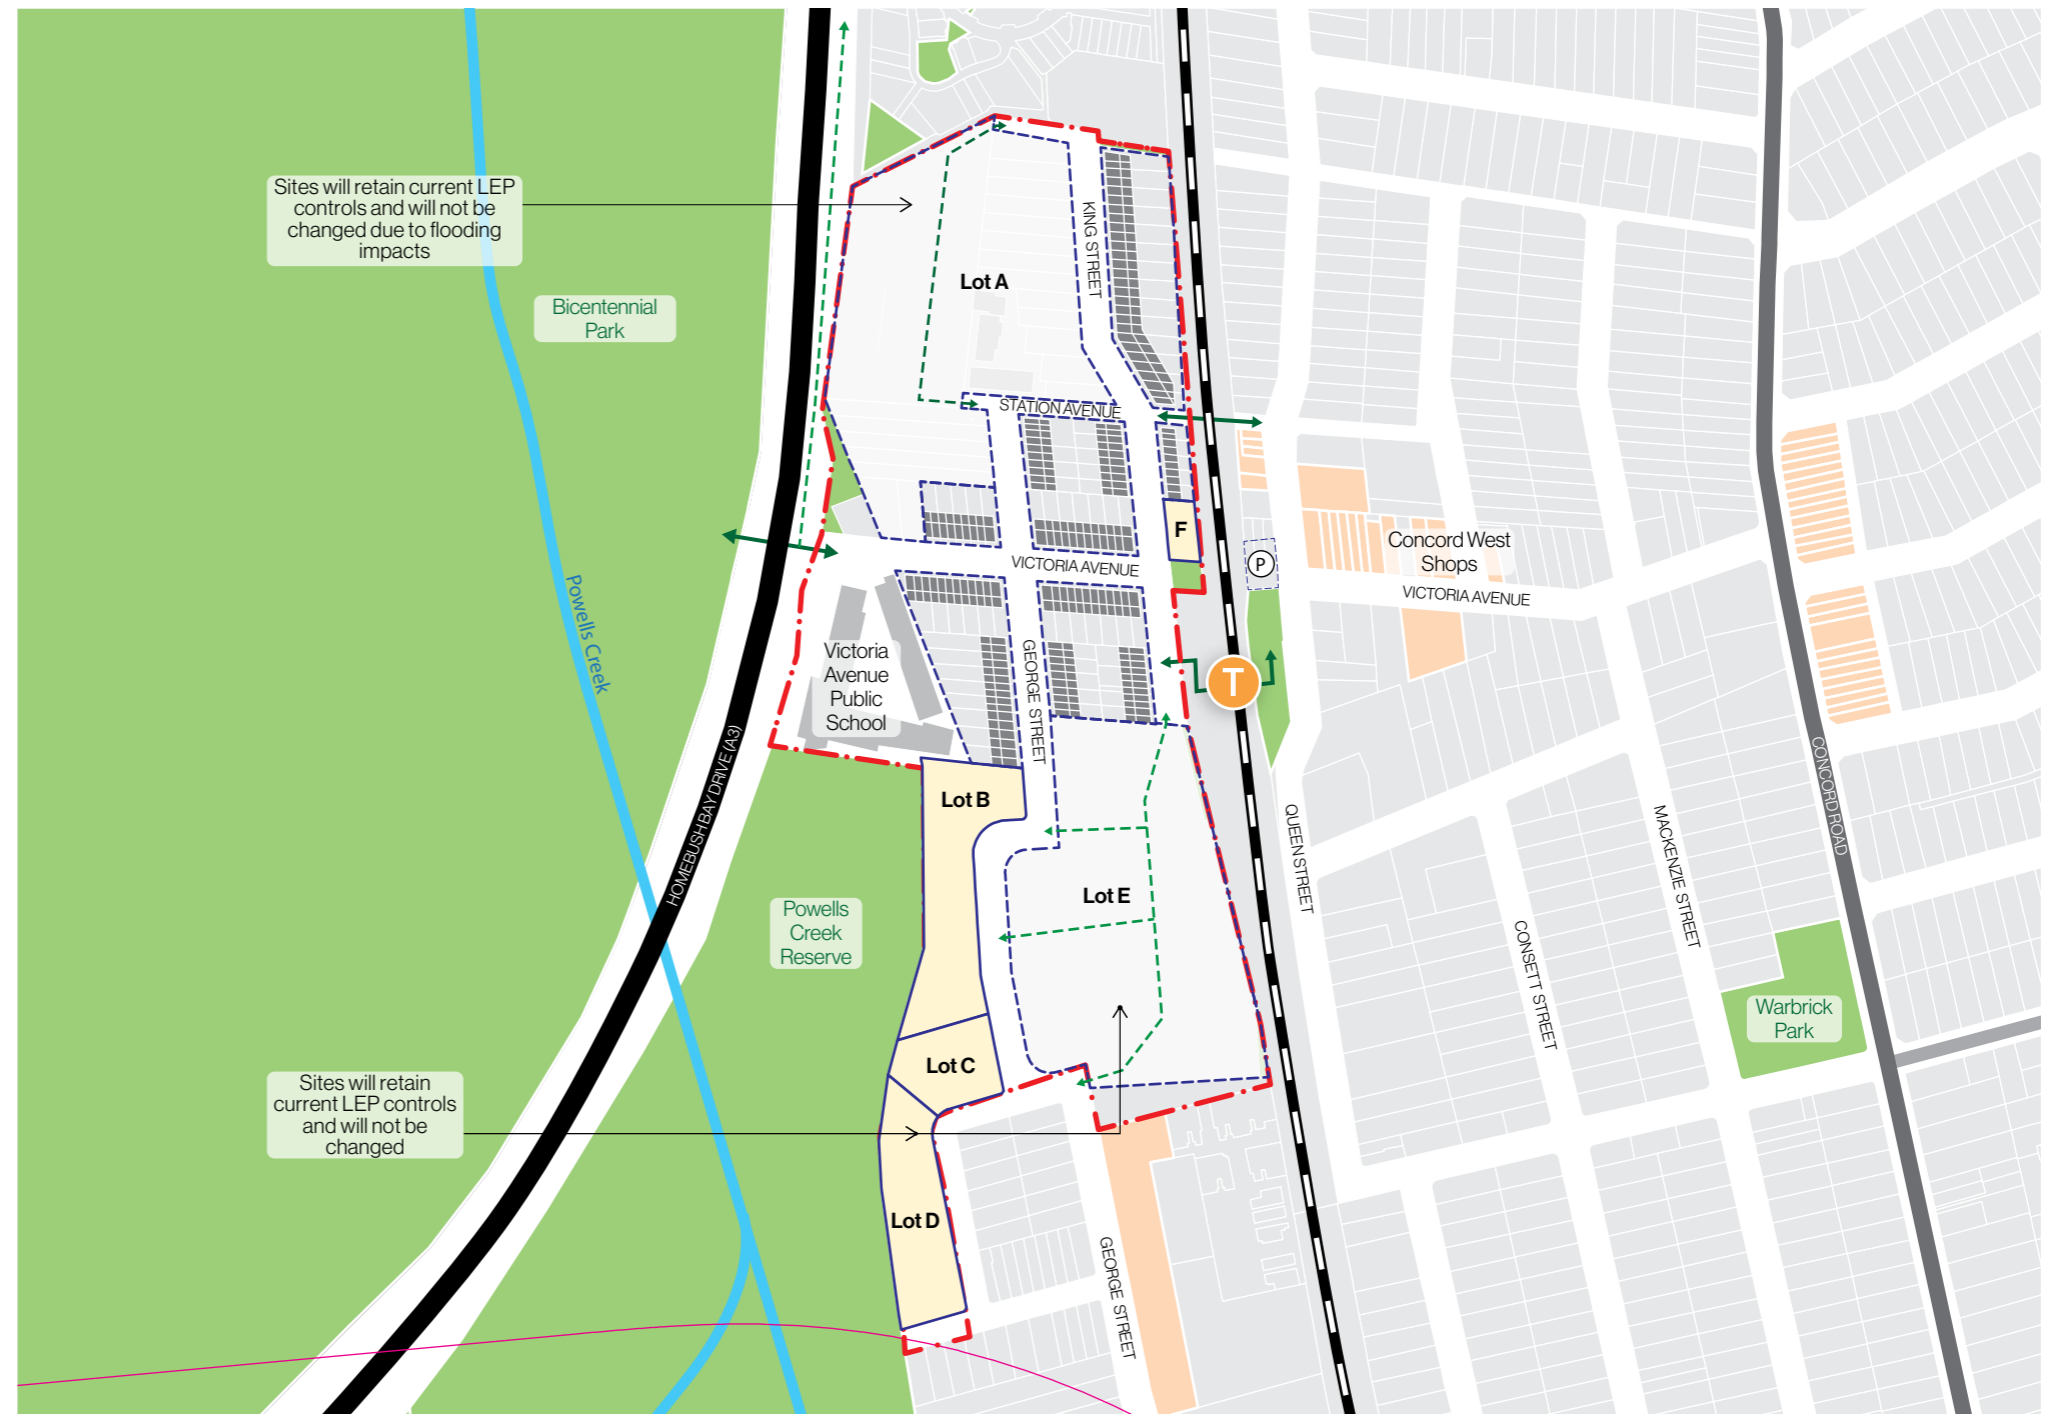 Sites will retain current LEP
controls and will not be
changed due to flooding
impacts
Bicentennial
Park
Lot A
KING STREET
STATION AVENUE
F
VICTORIA AVENUE
P
Concord West
Shops
VICTORIA AVENUE
Powells Creek
Victoria
Avenue
Public
School
GEORGE STREET
T
HOMEBUSH BAY DRIVE (A3)
Lot B
QUEEN STREET
MACKENZIE STREET
CONCORD ROAD
Lot E
Powells
Creek
Reserve
CONSETT STREET
Warbrick
Park
Lot C
Sites will retain
current LEP controls
and will not be
changed
Lot D
GEORGE STREET